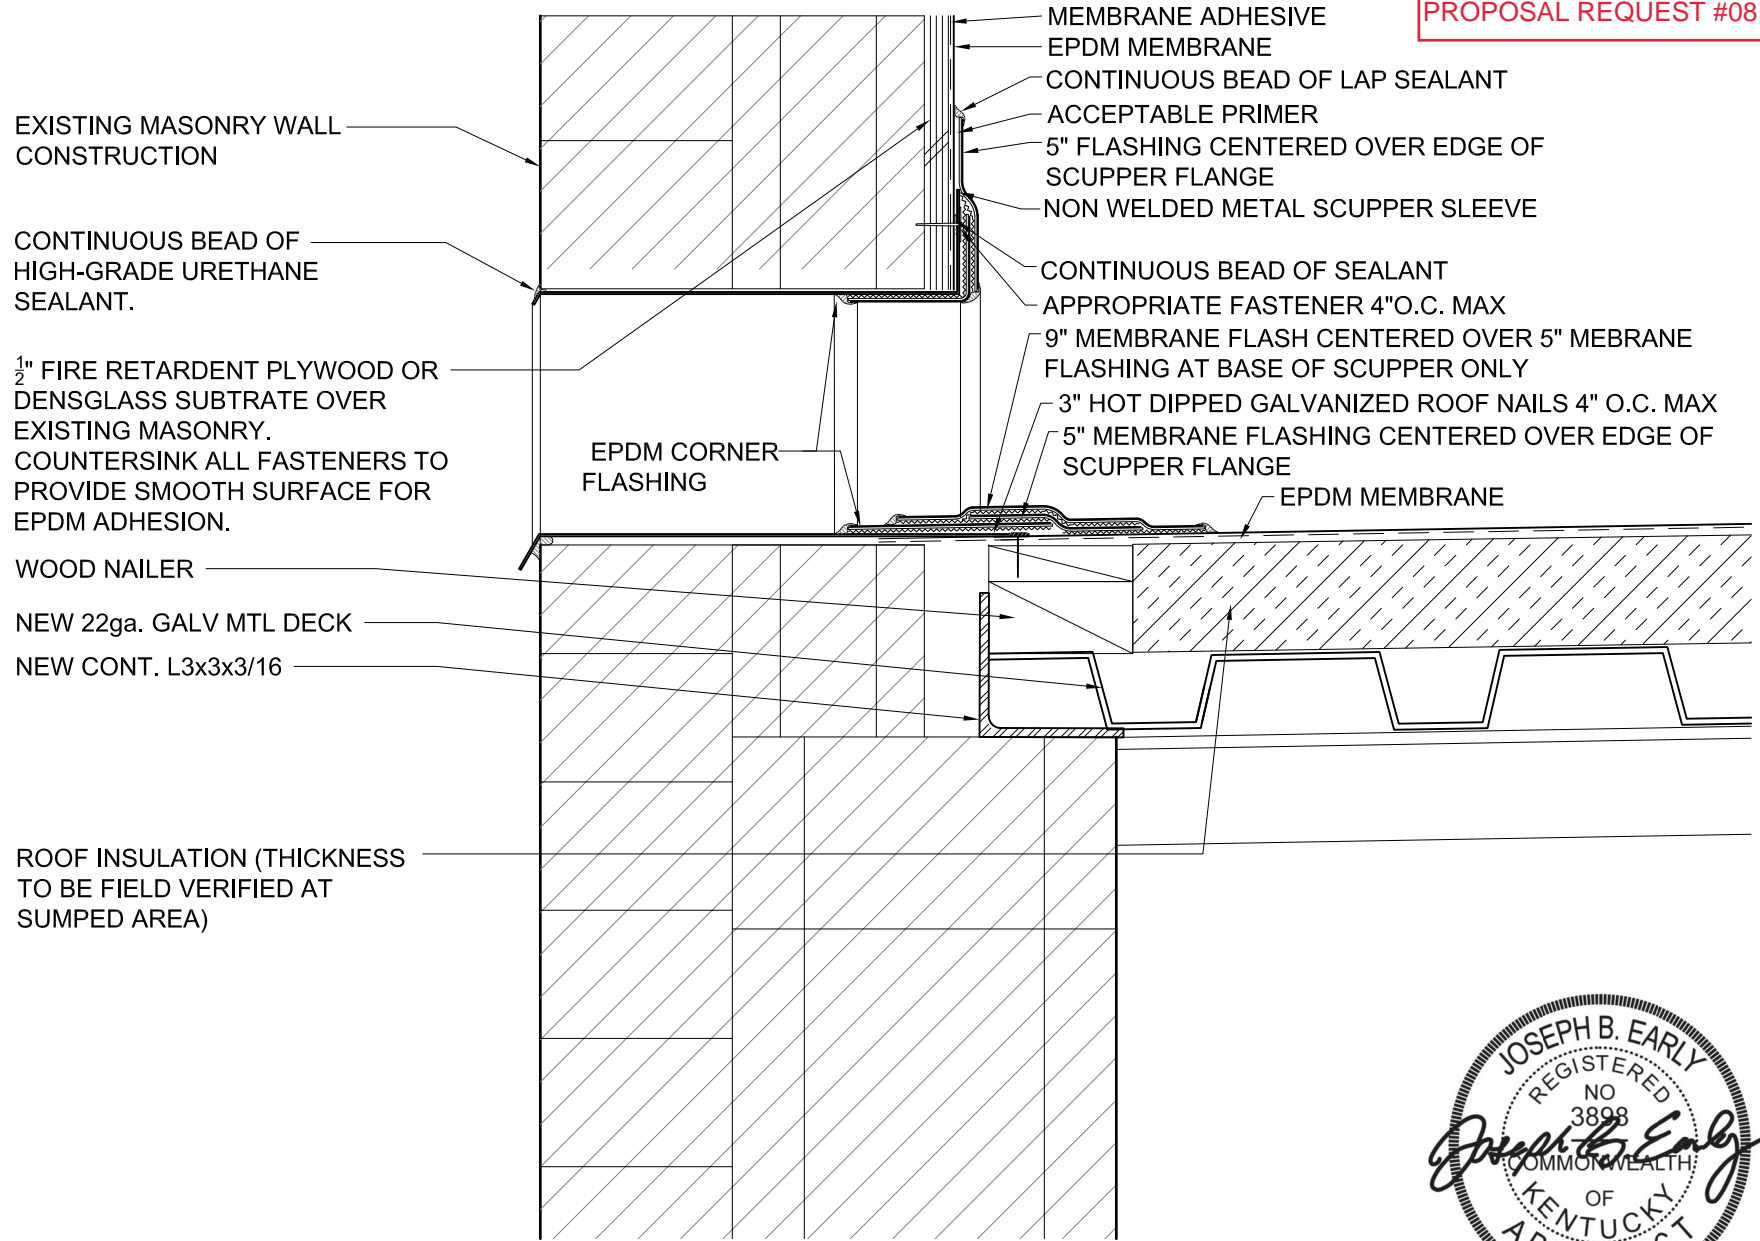 PROPOSAL REQUEST #08
MEMBRANE ADHESIVE
EPDM MEMBRANE
CONTINUOUS BEAD OF LAP SEALANT
ACCEPTABLE PRIMER
5" FLASHING CENTERED OVER EDGE OF
SCUPPER FLANGE
NON WELDED METAL SCUPPER SLEEVE
CONTINUOUS BEAD OF SEALANT
APPROPRIATE FASTENER 4"O.C. MAX
9" MEMBRANE FLASH CENTERED OVER 5" MEBRANE
FLASHING AT BASE OF SCUPPER ONLY
3" HOT DIPPED GALVANIZED ROOF NAILS 4" O.C. MAX
5" MEMBRANE FLASHING CENTERED OVER EDGE OF
SCUPPER FLANGE
EPDM MEMBRANE
EXISTING MASONRY WALL
CONSTRUCTION
CONTINUOUS BEAD OF
HIGH-GRADE URETHANE
SEALANT.
1/2" FIRE RETARDENT PLYWOOD OR
DENSGLASS SUBTRATE OVER
EXISTING MASONRY.
COUNTERSINK ALL FASTENERS TO
PROVIDE SMOOTH SURFACE FOR
EPDM ADHESION.
EPDM CORNER
FLASHING
WOOD NAILER
NEW 22ga. GALV MTL DECK
NEW CONT. L3x3x3/16
ROOF INSULATION (THICKNESS
TO BE FIELD VERIFIED AT
SUMPED AREA)
JOSEPH B. EARLY
REGISTERED
NO
3898
Joseph B. Early
COMMONWEALTH
OF
KENTUCKY